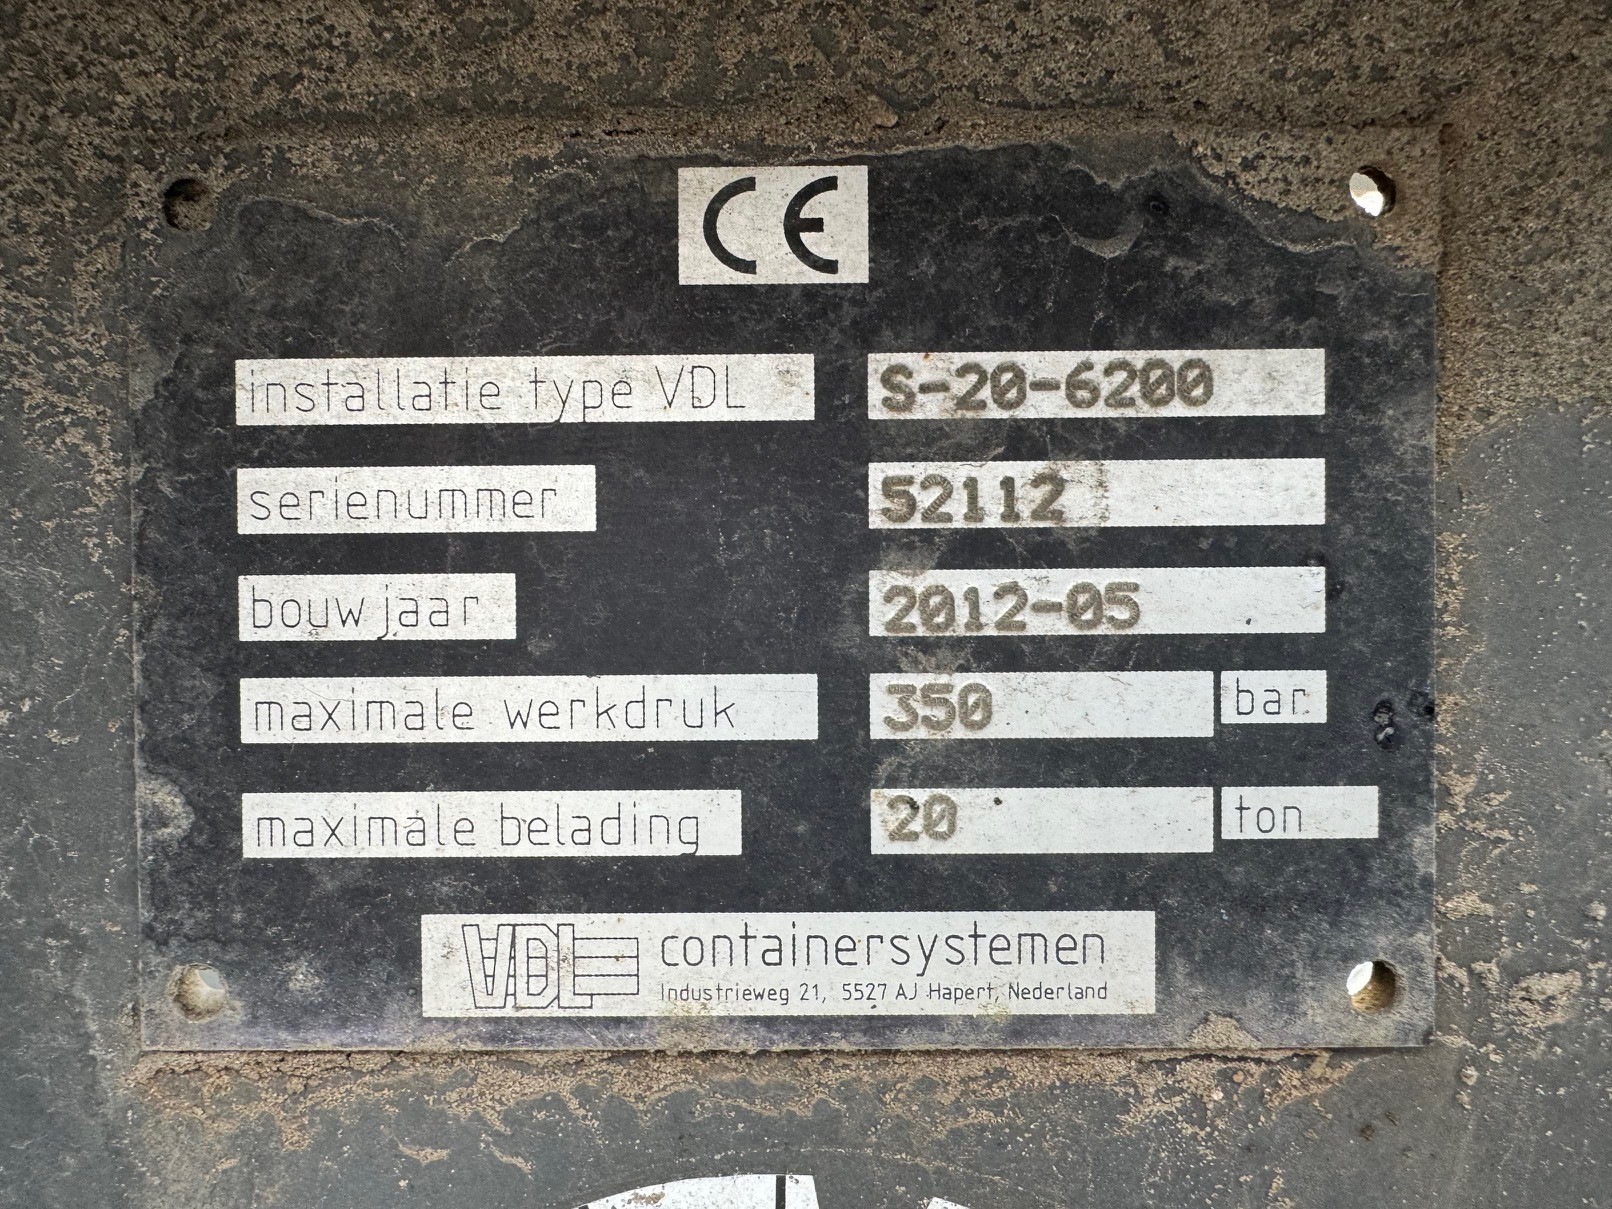 CE
installatie type VDL S-20-6200
serienummer 52112
bouwjaar 2012-05
maximale werkdruk 350 bar
maximale belading 20 ton
VDL containersystemen
Industrieweg 21, 5527 AJ Hapert, Nederland